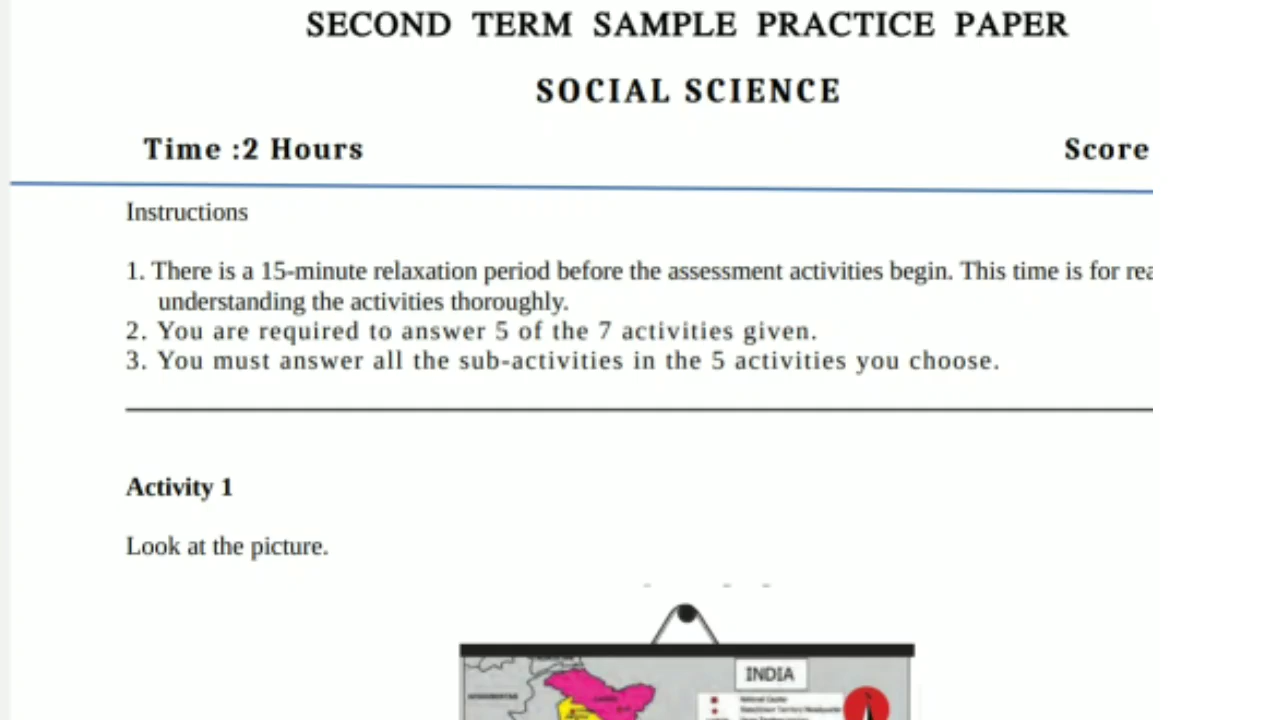 SECOND TERM SAMPLE PRACTICE PAPER
SOCIAL SCIENCE
Time :2 Hours Score
Instructions
1. There is a 15-minute relaxation period before the assessment activities begin. This time is for rea
understanding the activities thoroughly.
2. You are required to answer 5 of the 7 activities given.
3. You must answer all the sub-activities in the 5 activities you choose.
Activity 1
Look at the picture.
INDIA
AFGHANISTAN